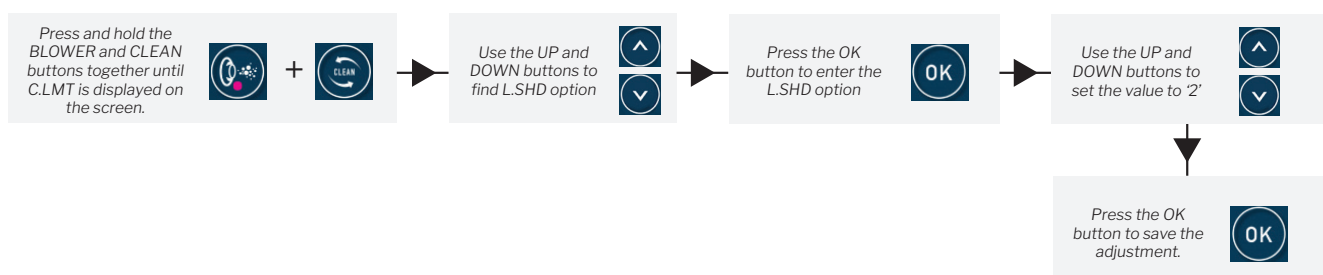 Press and hold the
BLOWER and CLEAN
buttons together until
C.LMT is displayed on
the screen.
+
CLEAN
Use the UP and
DOWN buttons to
find L.SHD option
Press the OK
button to enter the
L.SHD option
OK
Use the UP and
DOWN buttons to
set the value to ‘2’
Press the OK
button to save the
adjustment.
OK